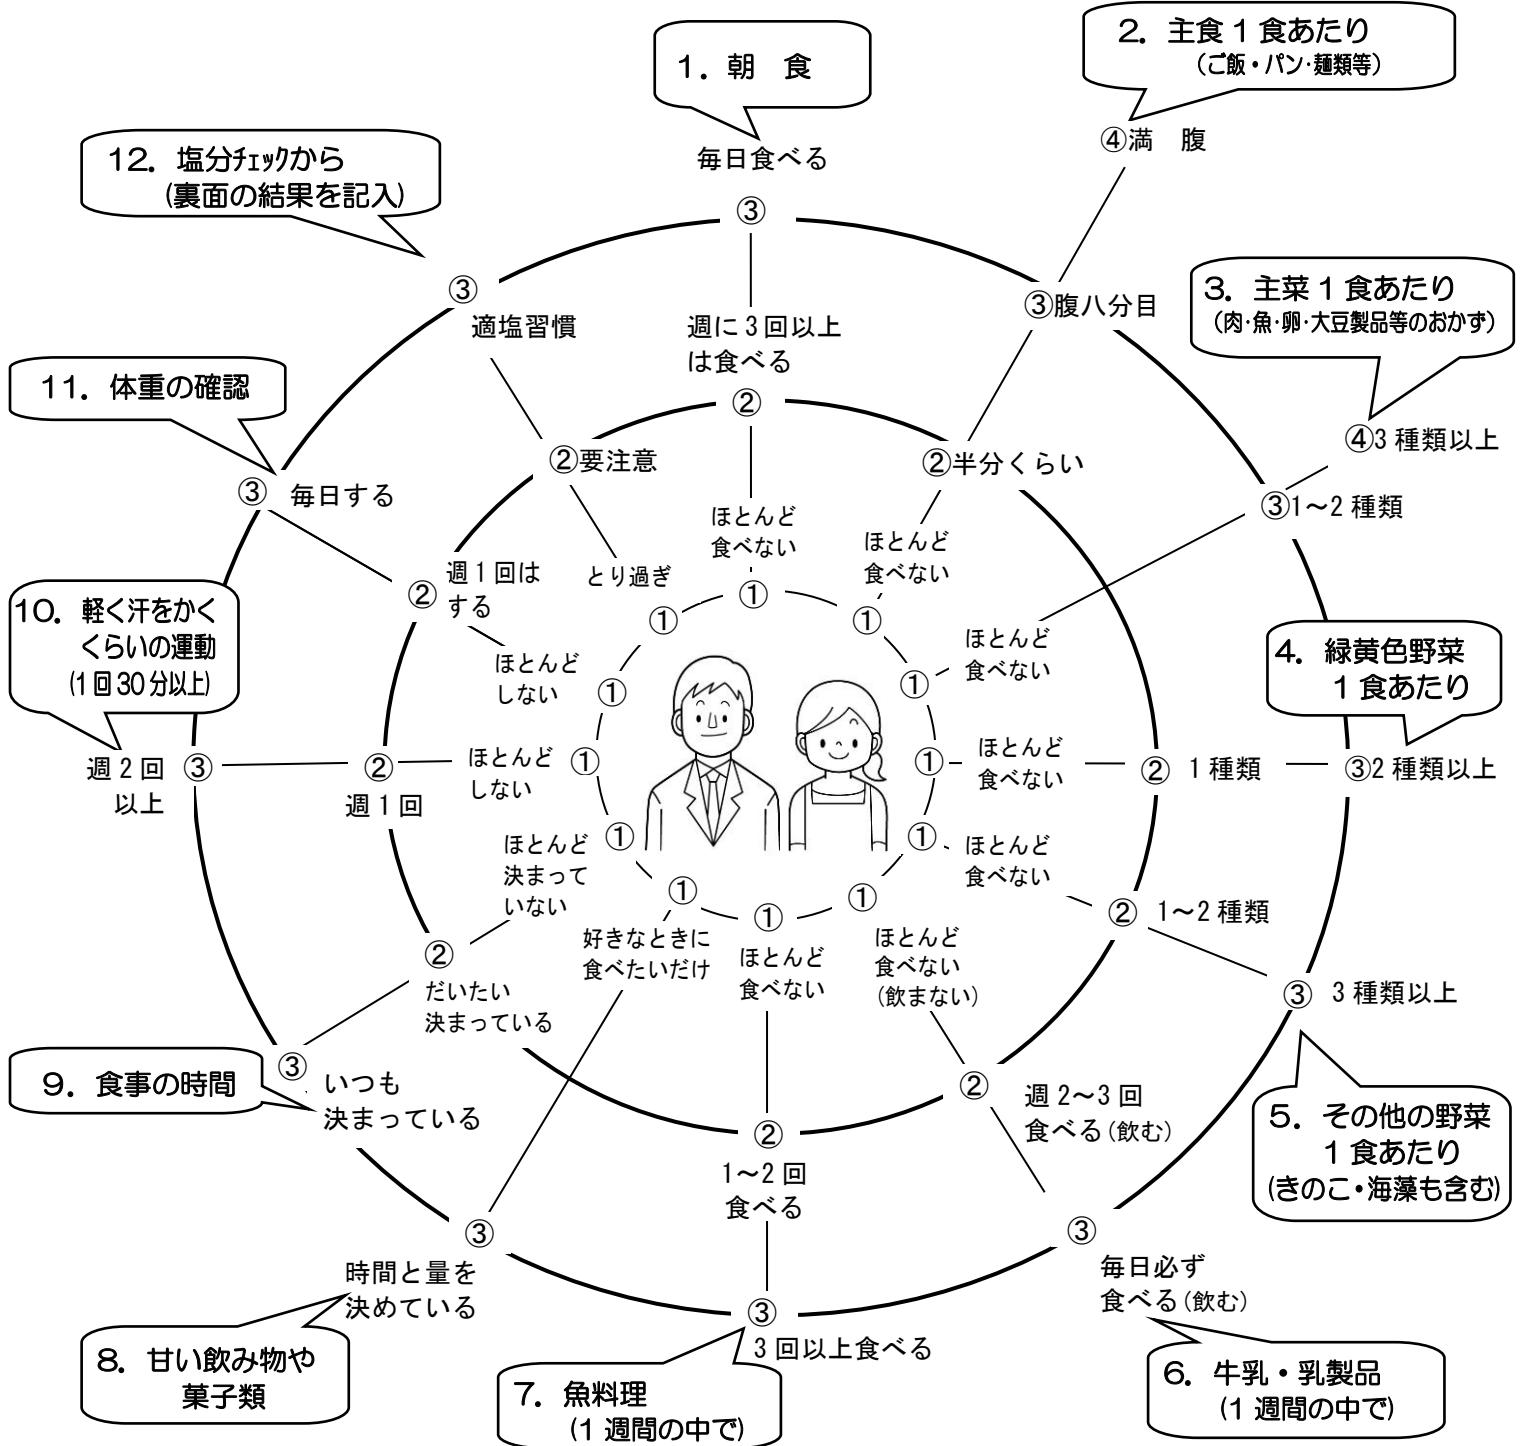 1. 朝　食
毎日食べる
③
週に３回以上
は食べる
②
ほとんど
食べない
①
2. 主食１食あたり
(ご飯・パン・麺類等)
④満　腹
③腹八分目
②半分くらい
ほとんど
食べない
①
3. 主菜１食あたり
(肉・魚・卵・大豆製品等のおかず)
④3 種類以上
③1～2 種類
ほとんど
食べない
①
4. 緑黄色野菜
１食あたり
③2 種類以上
② 1 種類
ほとんど
食べない
①
5. その他の野菜
１食あたり
(きのこ・海藻も含む)
③ 3 種類以上
② 1～2 種類
ほとんど
食べない
①
6. 牛乳・乳製品
(１週間の中で)
③
毎日必ず
食べる(飲む)
②
週 2～3 回
食べる(飲む)
ほとんど
食べない
(飲まない)
①
7. 魚料理
(１週間の中で)
③
3 回以上食べる
②
1～2 回
食べる
ほとんど
食べない
①
8. 甘い飲み物や
菓子類
③
時間と量を
決めている
好きなときに
食べたいだけ
①
9. 食事の時間
③
いつも
決まっている
②
だいたい
決まっている
ほとんど
決まって
いない
①
10. 軽く汗をかく
くらいの運動
(１回30分以上)
週 2 回
以上
③
②
週 1 回
ほとんど
しない
①
11. 体重の確認
③ 毎日する
② 週１回は
する
ほとんど
しない
①
12. 塩分ﾁｪｯｸから
(裏面の結果を記入)
③
適塩習慣
②要注意
とり過ぎ
①